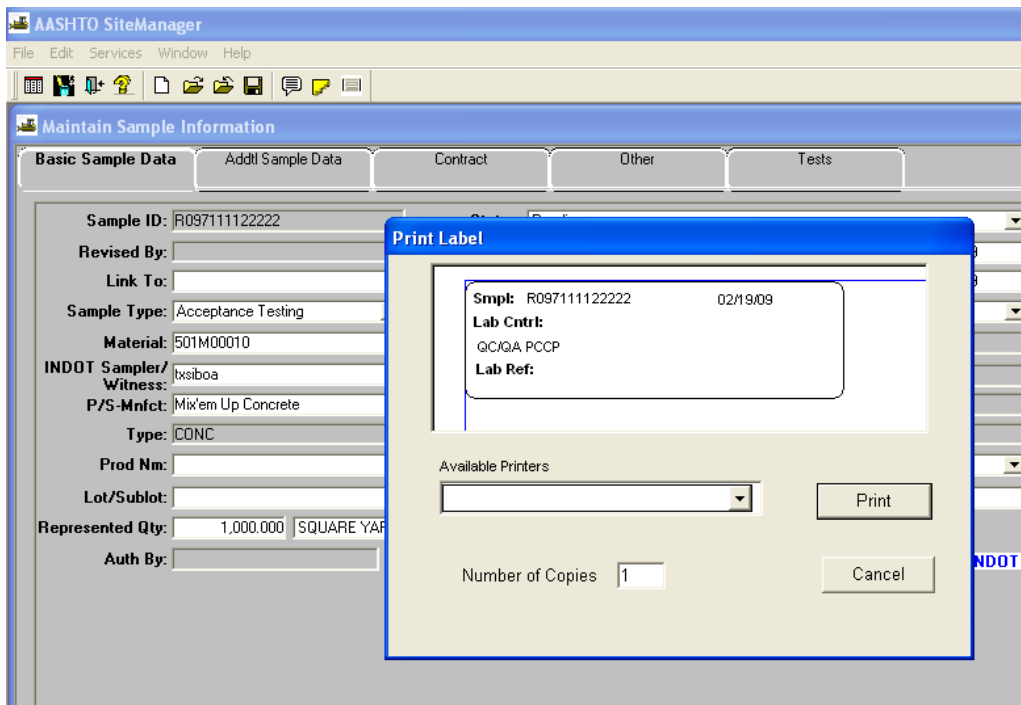 AASHTO SiteManager
File Edit Services Window Help
Maintain Sample Information
Basic Sample Data Addtl Sample Data Contract Other Tests
Sample ID: R097111122222
Revised By:
Link To:
Sample Type: Acceptance Testing
Material: 501M00010
INDOT Sampler/
Witness: txsiboa
P/S-Mnfct: Mix'em Up Concrete
Type: CONC
Prod Nm:
Lot/Sublot:
Represented Qty: 1,000.000 SQUARE YAR
Auth By:
INDOT
Print Label
Smpl: R097111122222 02/19/09
Lab Cntrl:
QC/QA PCCP
Lab Ref:
Available Printers
Print
Number of Copies 1
Cancel